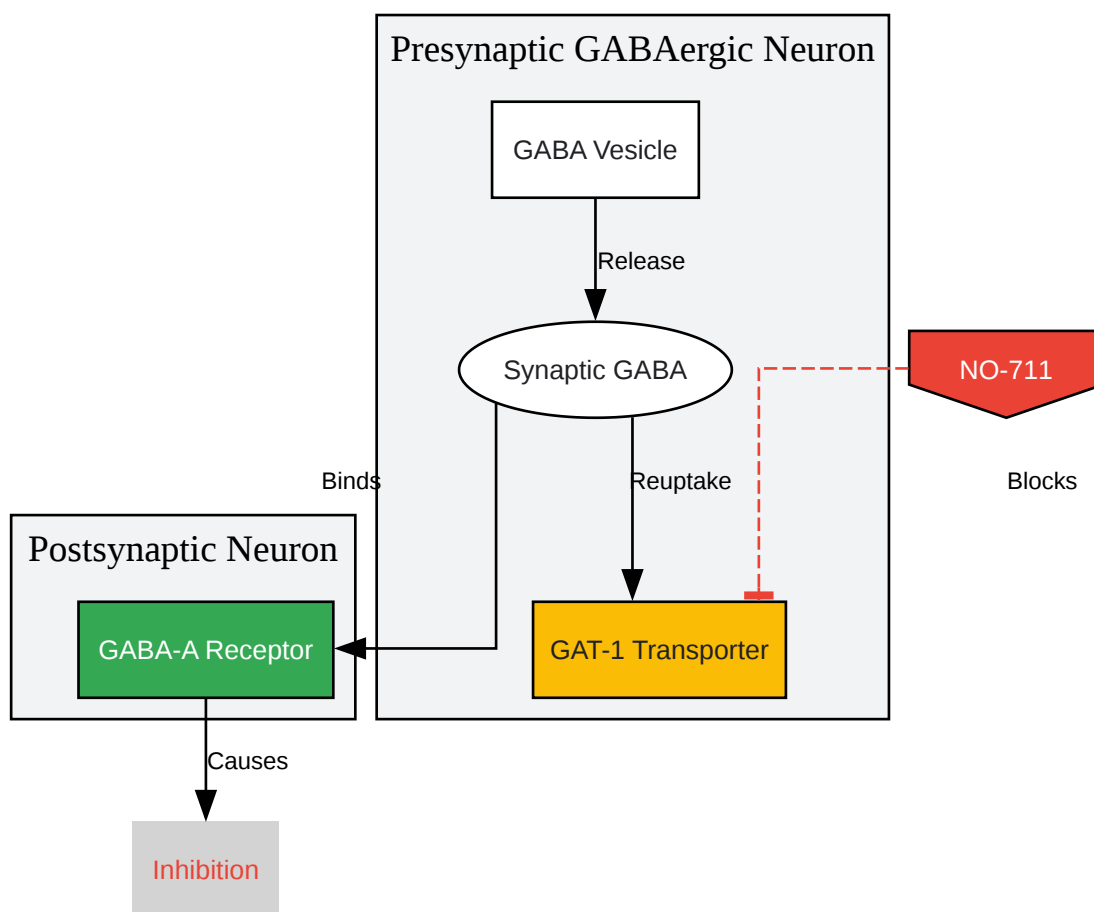 Presynaptic GABAergic Neuron
GABA Vesicle
Release
Synaptic GABA
NO-711
Binds
Reuptake
Blocks
Postsynaptic Neuron
GABA-A Receptor
GAT-1 Transporter
Causes
Inhibition